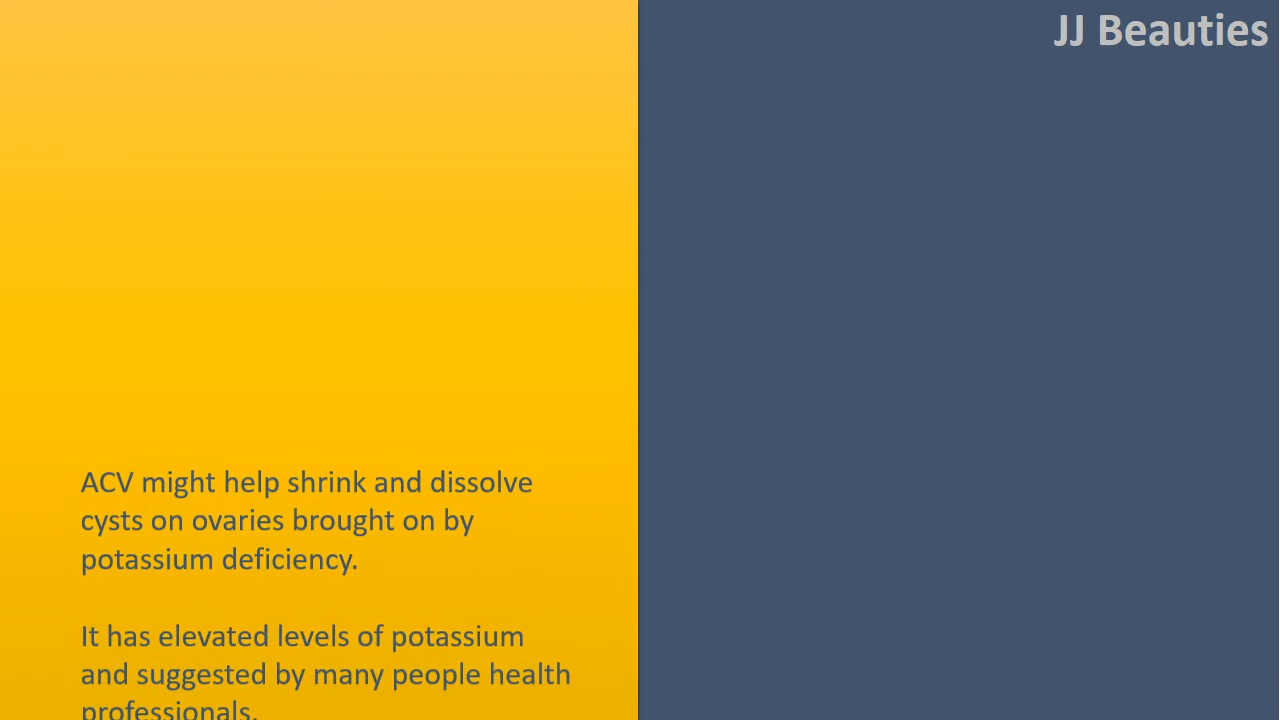 JJ Beauties
ACV might help shrink and dissolve
cysts on ovaries brought on by
potassium deficiency.
It has elevated levels of potassium
and suggested by many people health
professionals.